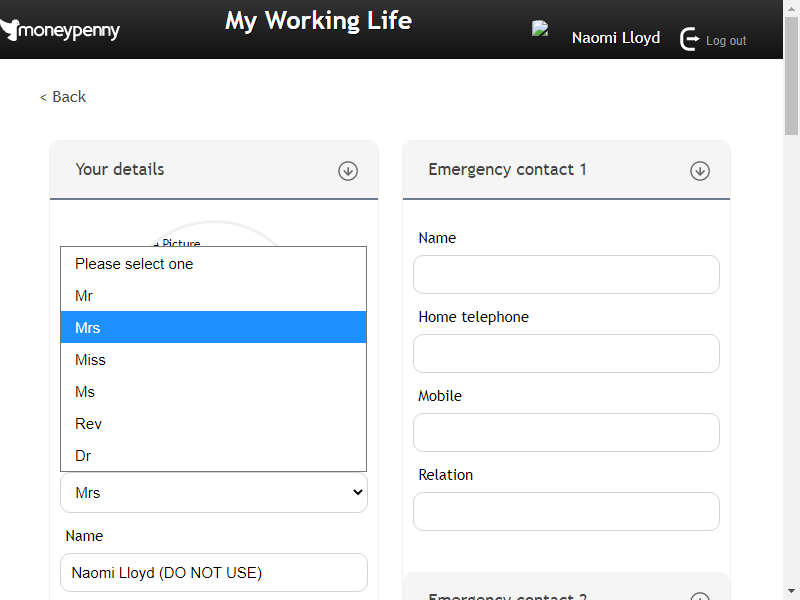 moneypenny
My Working Life
Naomi Lloyd
Log out
< Back
Your details
Picture
Please select one
Mr
Mrs
Miss
Ms
Rev
Dr
Mrs
Name
Naomi Lloyd (DO NOT USE)
Emergency contact 1
Name
Home telephone
Mobile
Relation
Emergency contact 2